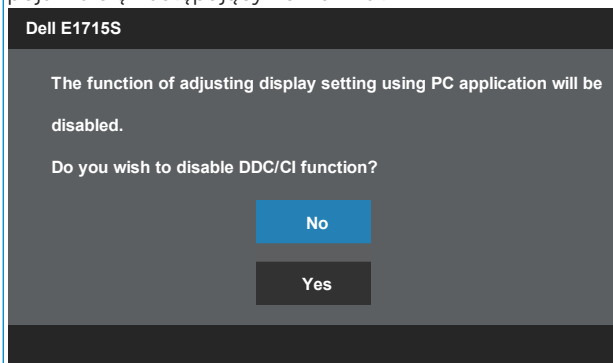 Dell E1715S
The function of adjusting display setting using PC application will be
disabled.
Do you wish to disable DDC/CI function?
No
Yes